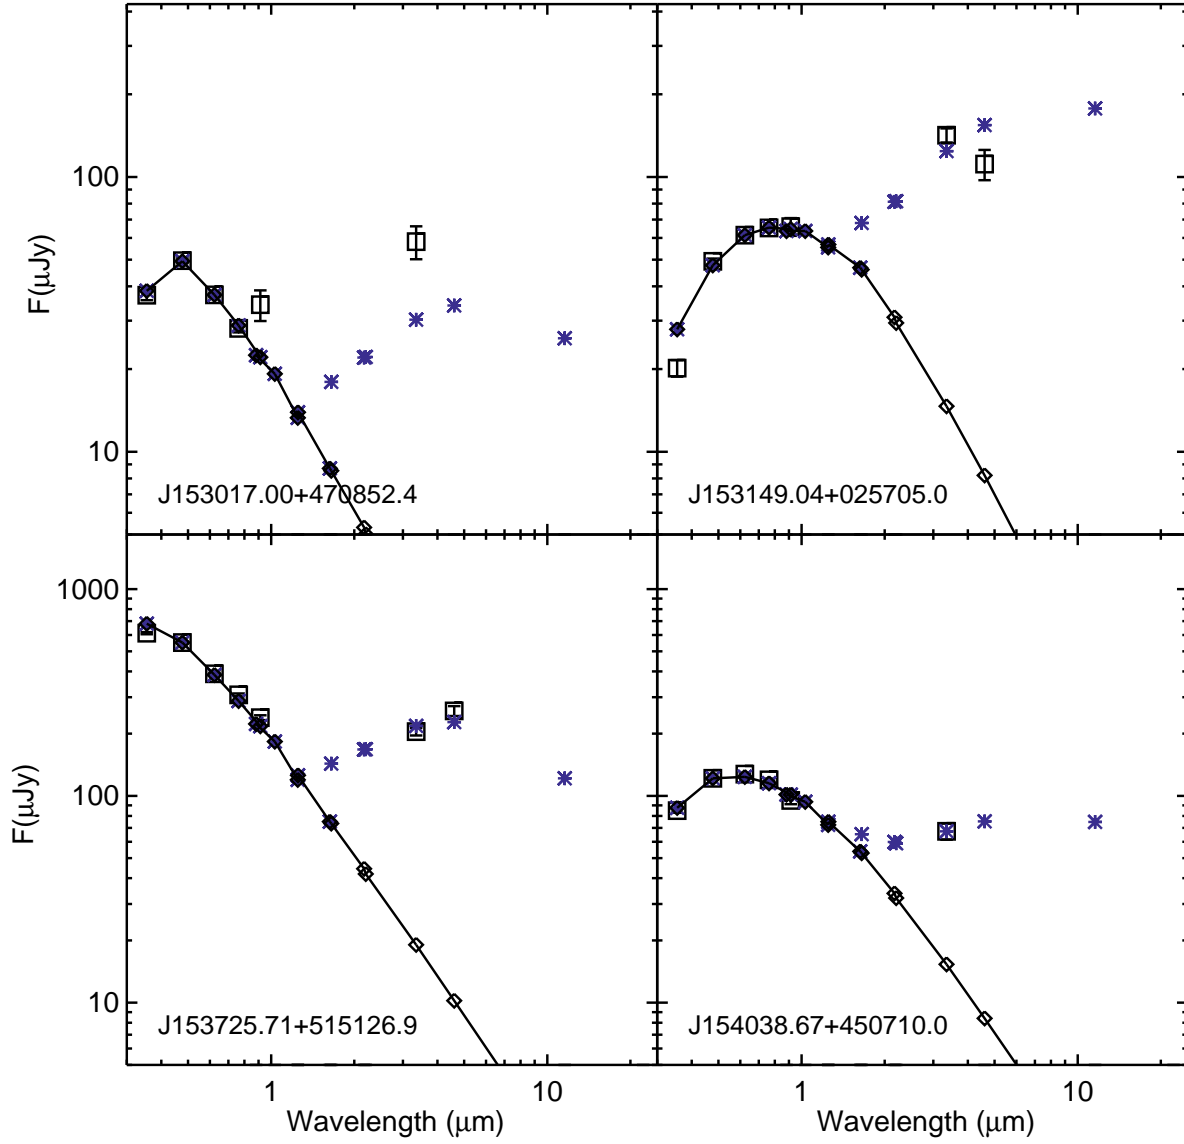 100
10
F(μJy)
J153017.00+470852.4
J153149.04+025705.0
1000
100
10
F(μJy)
J153725.71+515126.9
J154038.67+450710.0
1
10
1
10
Wavelength (μm)
Wavelength (μm)